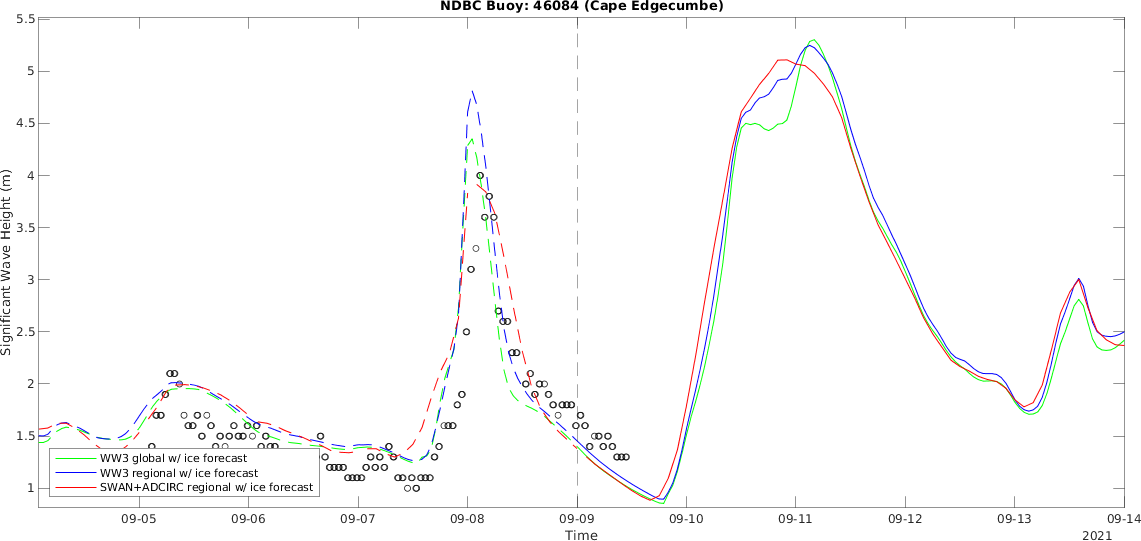 NDBC Buoy: 46084 (Cape Edgecumbe)
5.5
5
4.5
4
3.5
3
2.5
2
1.5
1
Significant Wave Height (m)
WW3 global w/ ice forecast
WW3 regional w/ ice forecast
SWAN+ADCIRC regional w/ ice forecast
09-05 09-06 09-07 09-08 09-09 09-10 09-11 09-12 09-13 09-14
Time
2021